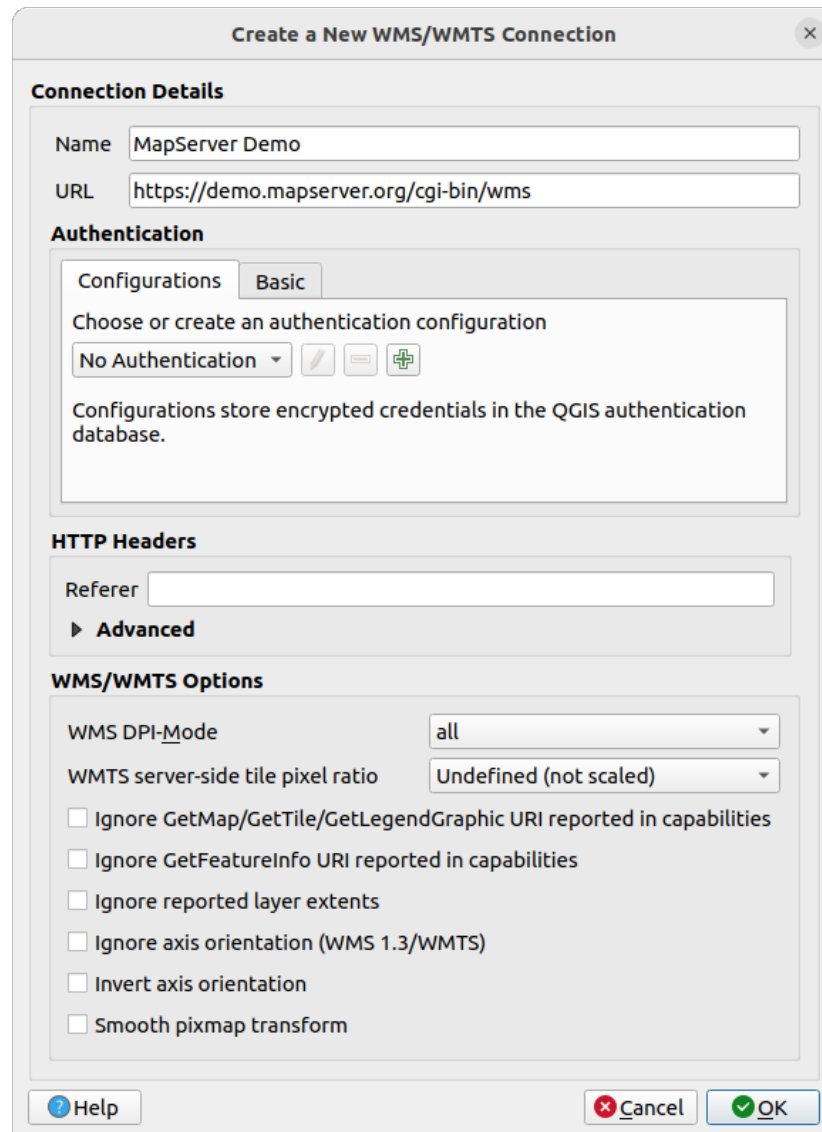 Create a New WMS/WMTS Connection
Connection Details
Name MapServer Demo
URL https://demo.mapserver.org/cgi-bin/wms
Authentication
Configurations Basic
Choose or create an authentication configuration
No Authentication
Configurations store encrypted credentials in the QGIS authentication
database.
HTTP Headers
Referer
Advanced
WMS/WMTS Options
WMS DPI-Mode all
WMTS server-side tile pixel ratio Undefined (not scaled)
Ignore GetMap/GetTile/GetLegendGraphic URI reported in capabilities
Ignore GetFeatureInfo URI reported in capabilities
Ignore reported layer extents
Ignore axis orientation (WMS 1.3/WMTS)
Invert axis orientation
Smooth pixmap transform
Help Cancel OK